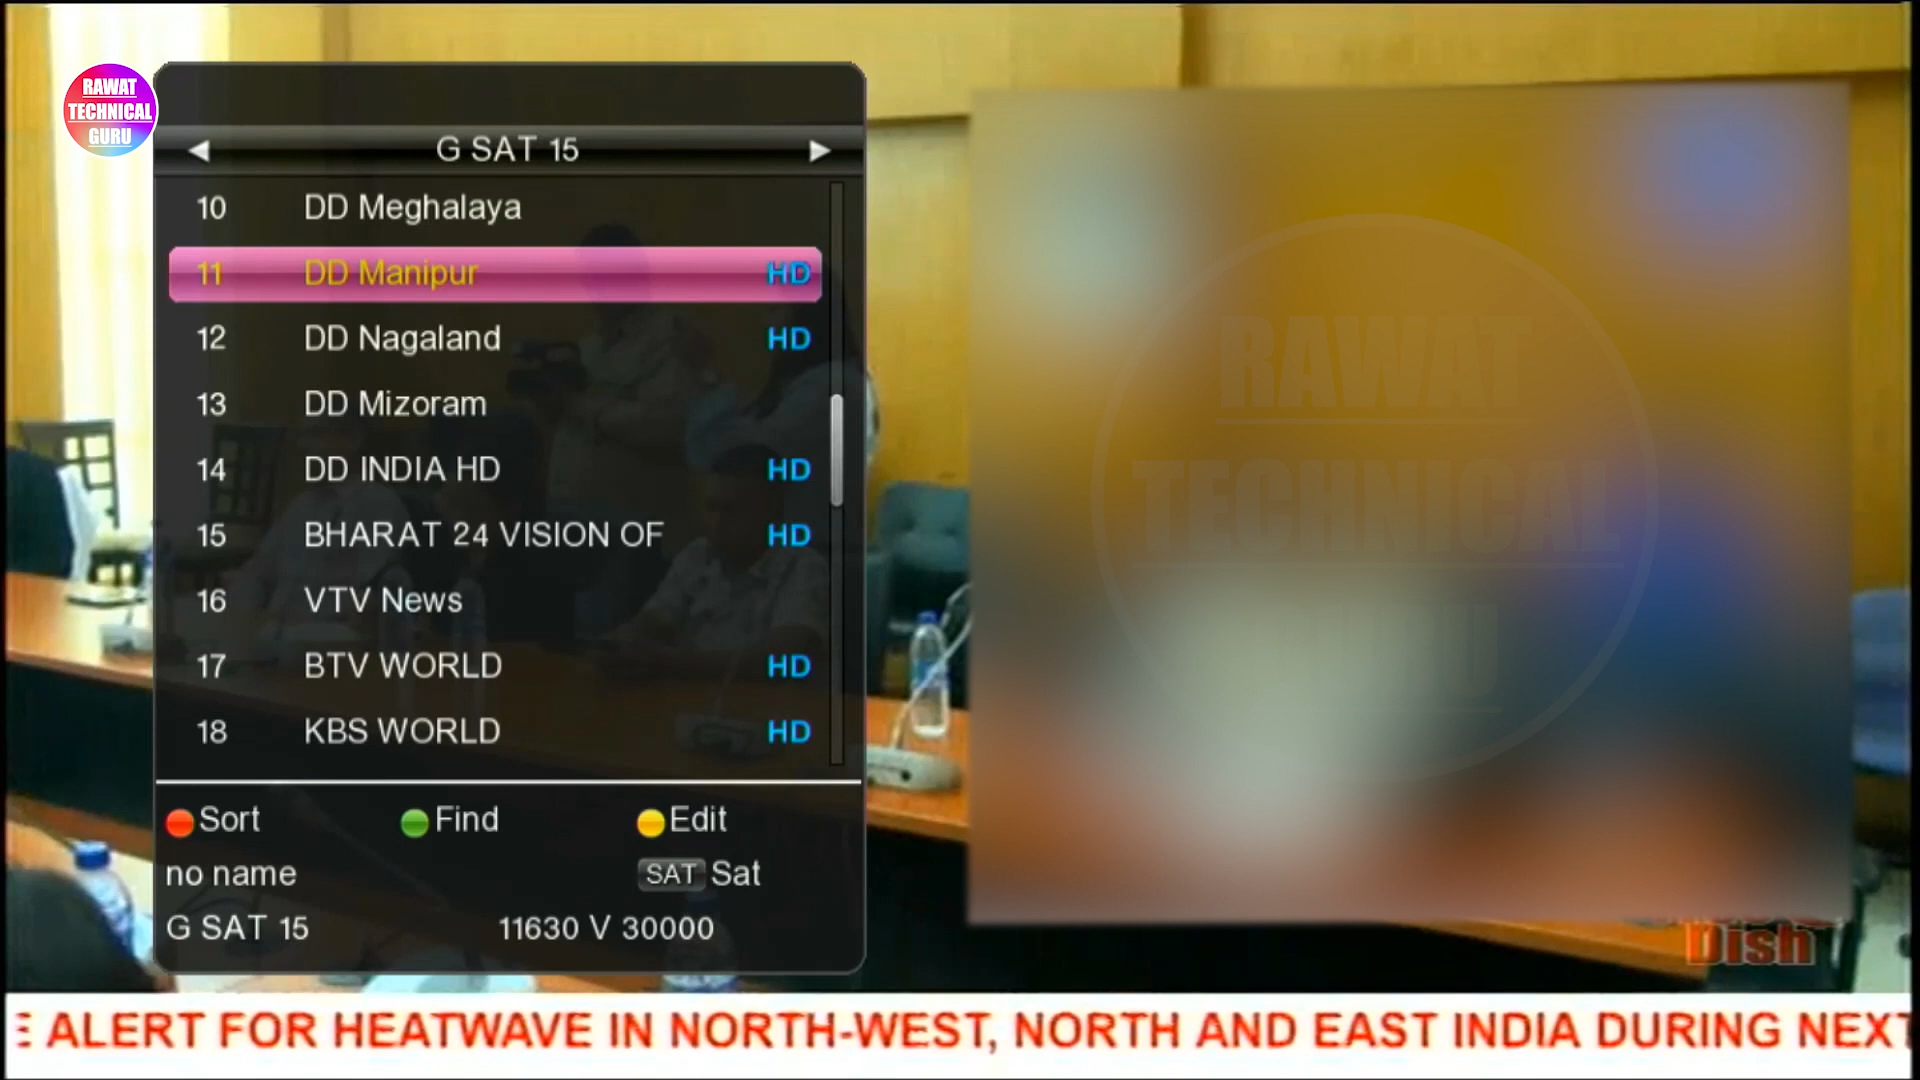 RAWAT
TECHNICAL
GURU
G SAT 15
10 DD Meghalaya
11 DD Manipur HD
12 DD Nagaland HD
13 DD Mizoram
14 DD INDIA HD HD
15 BHARAT 24 VISION OF HD
16 VTV News
17 BTV WORLD HD
18 KBS WORLD HD
Sort Find Edit
no name SAT Sat
G SAT 15 11630 V 30000
RAWAT
TECHNICAL
GURU
Dish
ALERT FOR HEATWAVE IN NORTH-WEST, NORTH AND EAST INDIA DURING NEXT